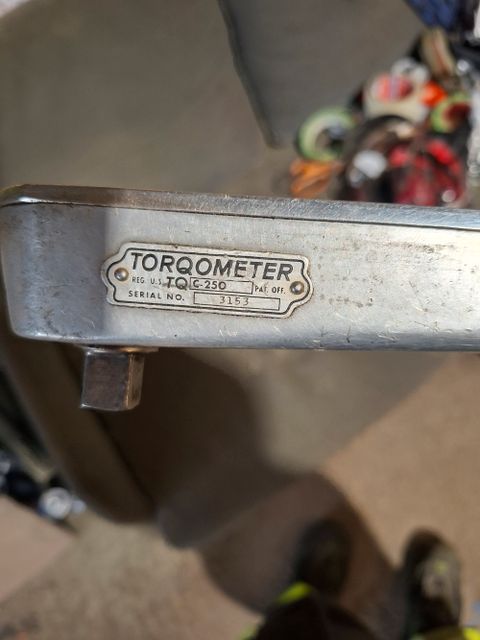 TORQOMETER
REG. U.S. TQ C-250 PAT. OFF.
SERIAL NO. 3153